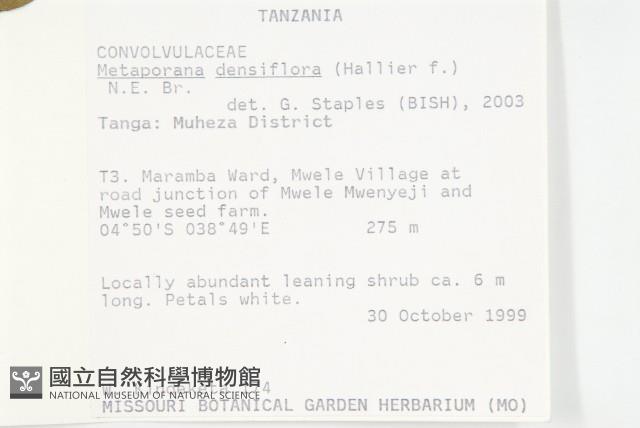 TANZANIA
CONVOLVULACEAE
Metaporana densiflora (Hallier f.)
N.E. Br.
det. G. Staples (BISH), 2003
Tanga: Muheza District
T3. Maramba Ward, Mwele Village at
road junction of Mwele Mwenyeji and
Mwele seed farm.
04°50'S 038°49'E 275 m
Locally abundant leaning shrub ca. 6 m
long. Petals white.
30 October 1999
國立自然科學博物館
NATIONAL MUSEUM OF NATURAL SCIENCE
MISSOURI BOTANICAL GARDEN HERBARIUM (MO)